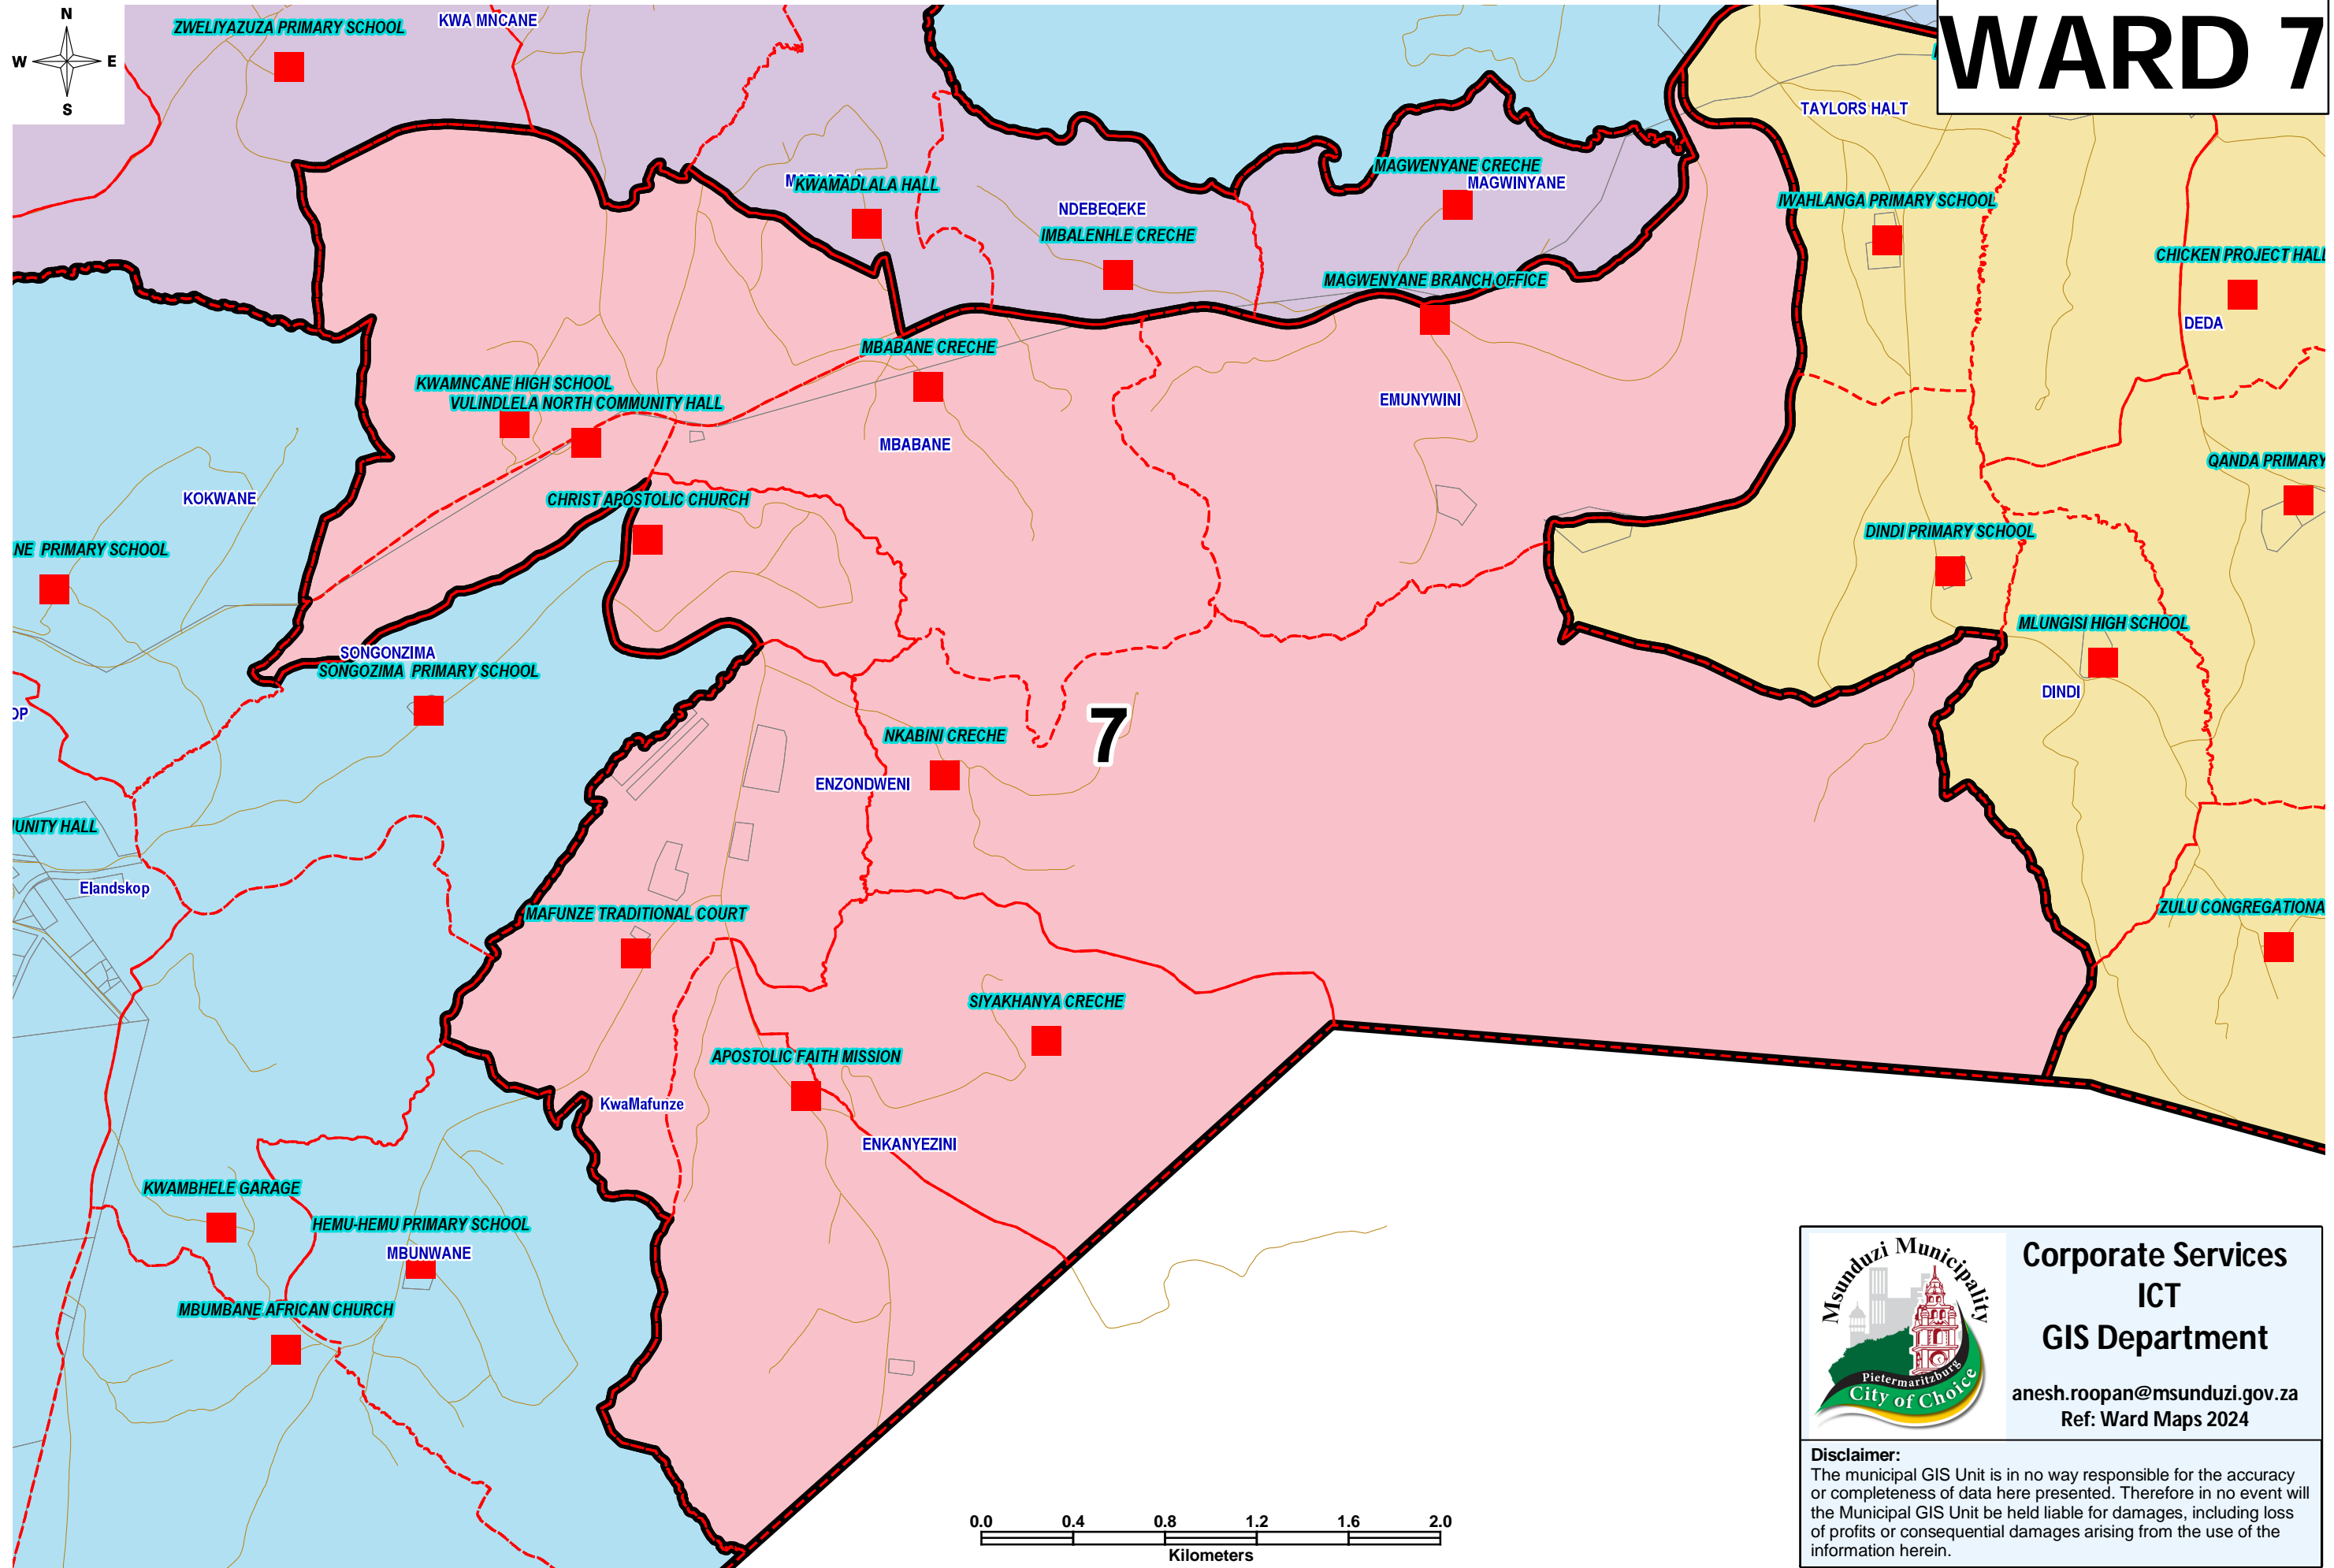 WARD 7
N
W E
S
ZWELIYAZUZA PRIMARY SCHOOL
KWA MNCANE
TAYLORS HALT
MAGWENYANE CRECHE
MAGWINYANE
KWAMADLALA HALL
NDEBEQEKE
IWAHLANGA PRIMARY SCHOOL
IMBALENHLE CRECHE
CHICKEN PROJECT HALL
MAGWENYANE BRANCH OFFICE
DEDA
MBABANE CRECHE
KWAMNCANE HIGH SCHOOL
VULINDLELA NORTH COMMUNITY HALL
EMUNYWINI
MBABANE
QANDA PRIMARY
KOKWANE
CHRIST APOSTOLIC CHURCH
DINDI PRIMARY SCHOOL
NE PRIMARY SCHOOL
MLUNGISI HIGH SCHOOL
SONGONZIMA
SONGOZIMA PRIMARY SCHOOL
DINDI
OP
7
NKABINI CRECHE
ENZONDWENI
UNITY HALL
Elandskop
MAFUNZE TRADITIONAL COURT
ZULU CONGREGATIONA
SIYAKHANYA CRECHE
APOSTOLIC FAITH MISSION
KwaMafunze
ENKANYEZINI
KWAMBHELE GARAGE
HEMU-HEMU PRIMARY SCHOOL
MBUNWANE
MBUMBANE AFRICAN CHURCH
0.0 0.4 0.8 1.2 1.6 2.0
Kilometers
Msunduzi Municipality
Pietermaritzburg
City of Choice
Corporate Services
ICT
GIS Department
anesh.roopan@msunduzi.gov.za
Ref: Ward Maps 2024
Disclaimer:
The municipal GIS Unit is in no way responsible for the accuracy
or completeness of data here presented. Therefore in no event will
the Municipal GIS Unit be held liable for damages, including loss
of profits or consequential damages arising from the use of the
information herein.